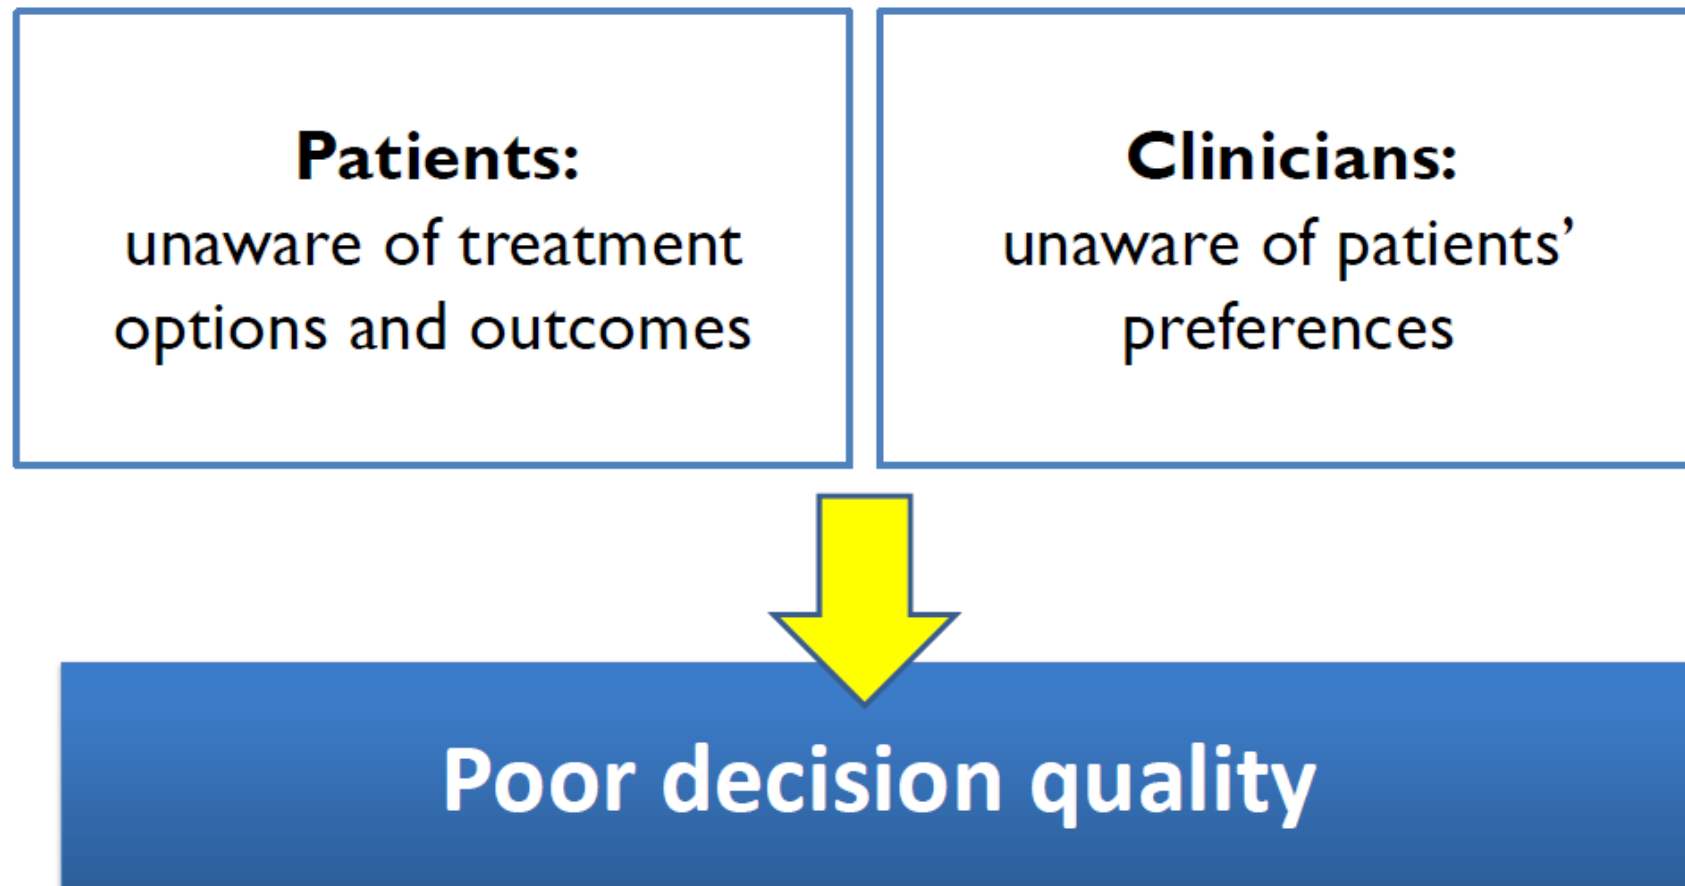 Patients:
unaware of treatment
options and outcomes
Clinicians:
unaware of patients’
preferences
Poor decision quality